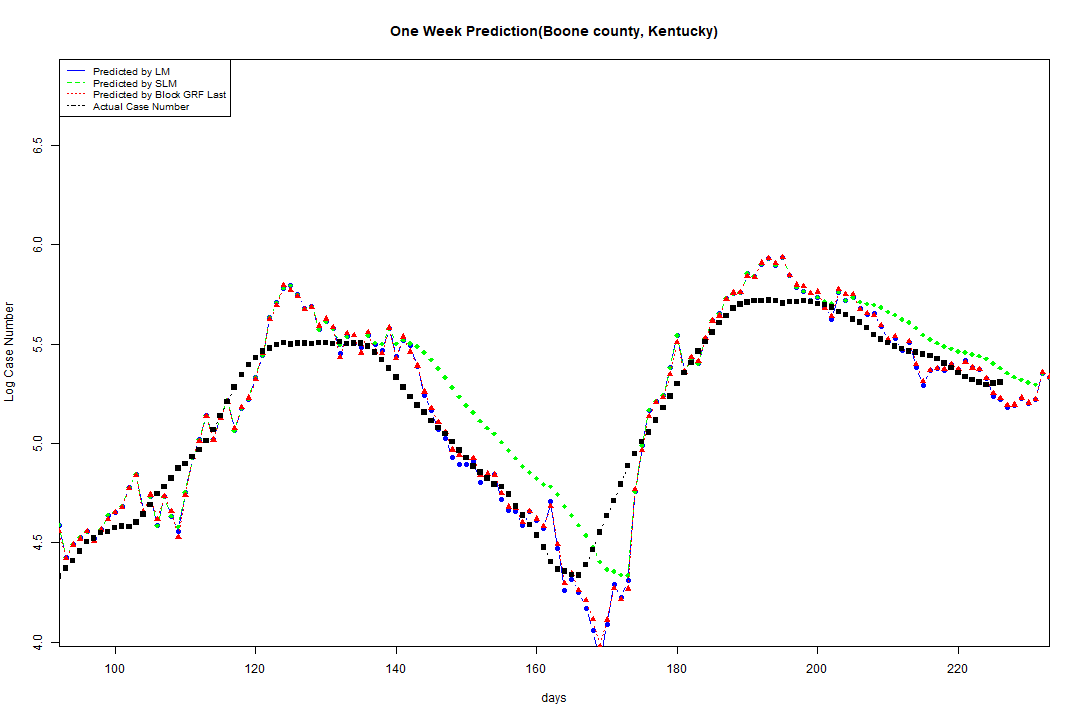 One Week Prediction(Boone county, Kentucky)
Predicted by LM
Predicted by SLM
Predicted by Block GRF Last
Actual Case Number
6.5
6.0
5.5
5.0
4.5
4.0
Log Case Number
100 120 140 160 180 200 220
days